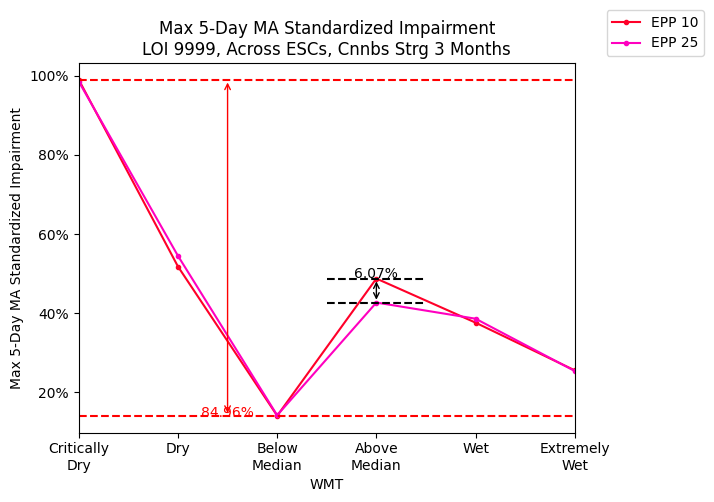 Max 5-Day MA Standardized Impairment
LOI 9999, Across ESCs, Cnnbs Strg 3 Months
EPP 10
EPP 25
Max 5-Day MA Standardized Impairment
100%
80%
60%
40%
20%
6.07%
84.96%
Critically
Dry
Dry
Below
Median
Above
Median
Wet
Extremely
Wet
WMT